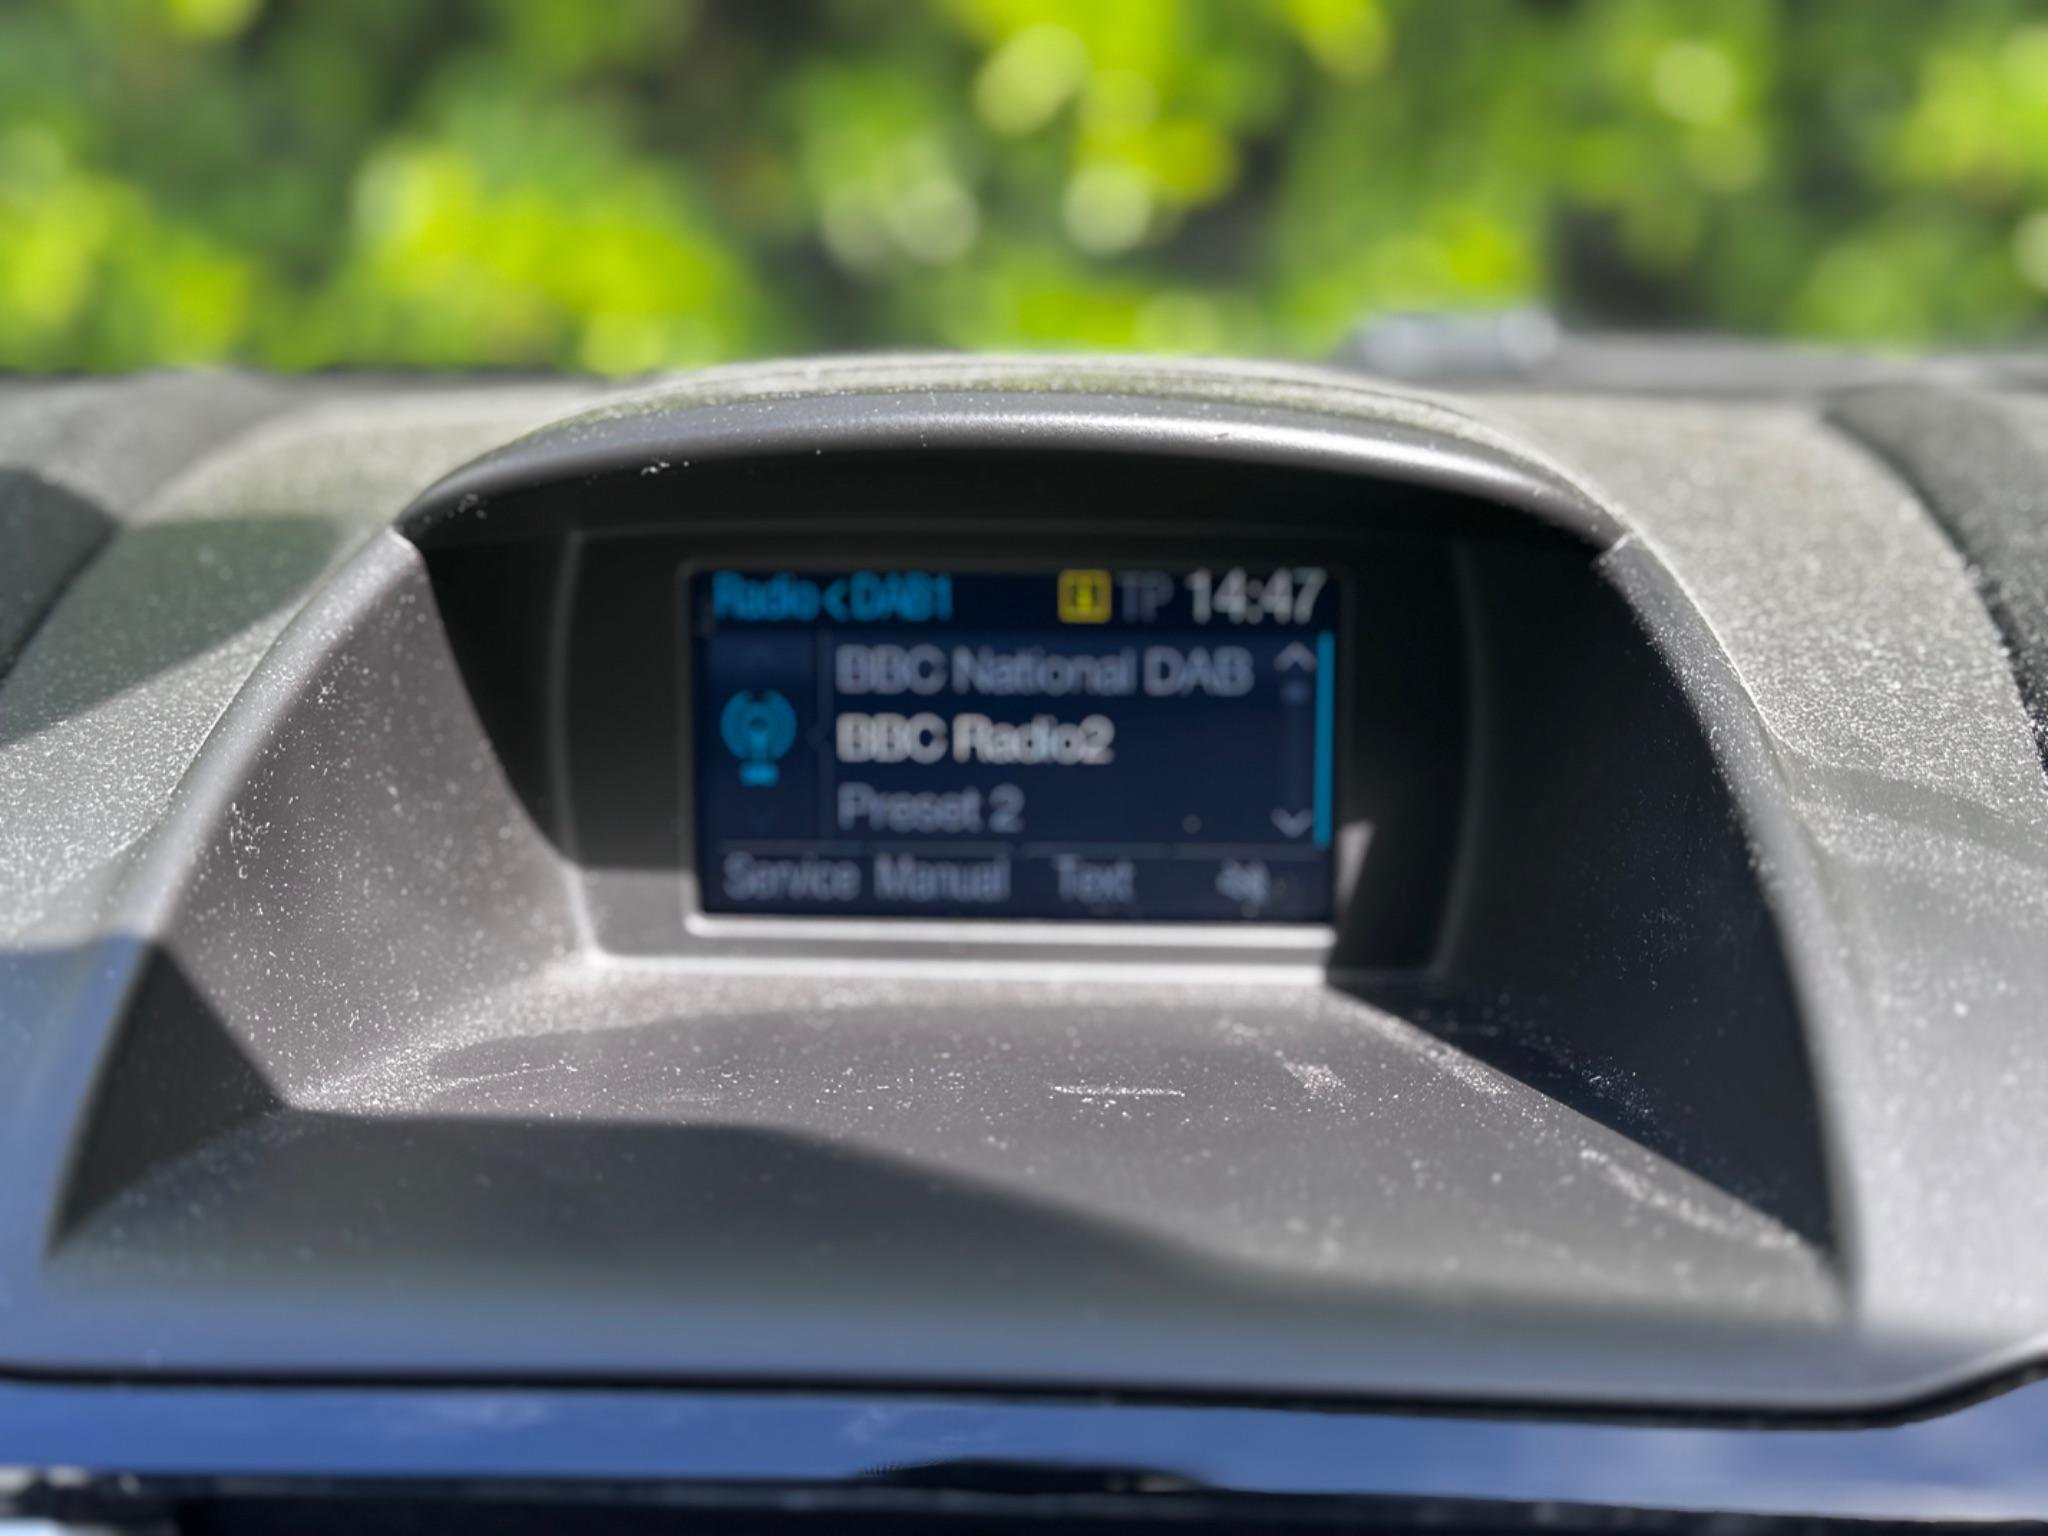 Radio<DAB1 TP 14:47
BBC National DAB
BBC Radio2
Preset 2
Service Manual Text